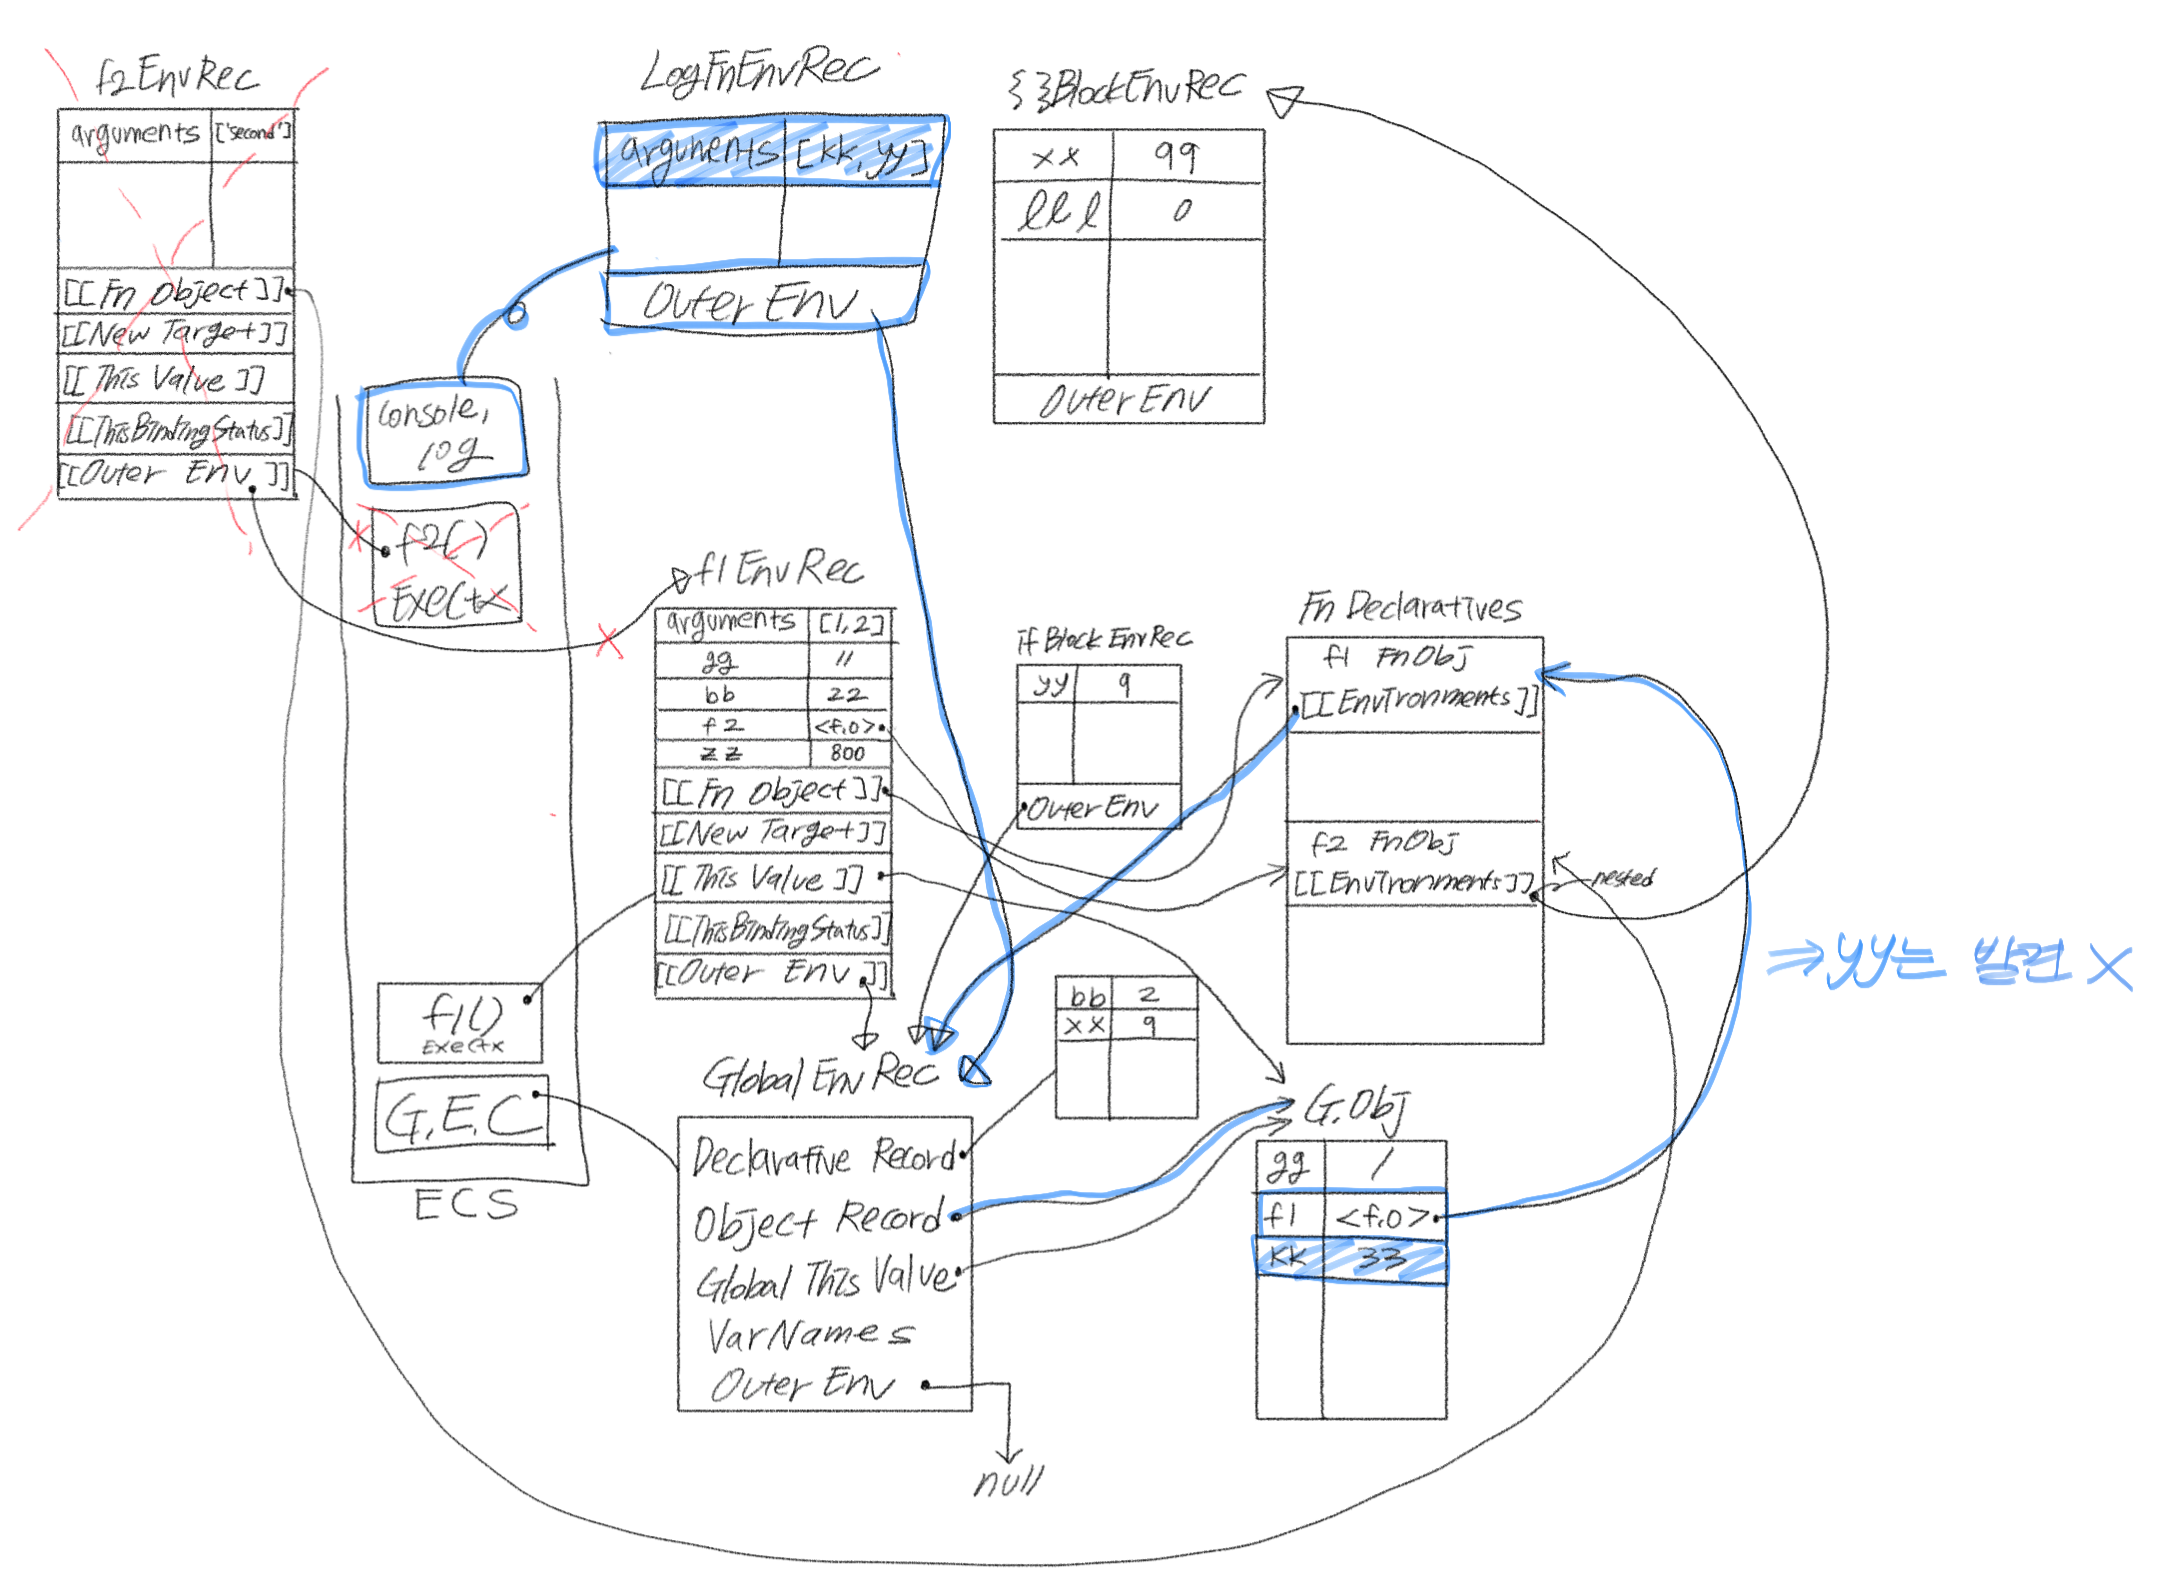 f2EnvRec
arguments ['second']
[[Fn Object]]
[[New Target]]
[[This Value]]
[[ThisBindingStatus]]
[[Outer Env]]
LogFnEnvRec
arguments [kk, yy]
Outer Env
{ }BlockEnvRec
xx 99
lll 0
Outer Env
console.
log
f2()
ExeCtx
f1()
ExeCtx
G.E.C
ECS
f1EnvRec
arguments [1,2]
gg 11
bb 22
f2 <f.o>
zz 800
[[Fn Object]]
[[New Target]]
[[This Value]]
[[ThisBindingStatus]]
[[Outer Env]]
if Block EnvRec
yy 9
Outer Env
Fn Declaratives
f1 FnObj
[[Environments]]
f2 FnObj
[[Environments]]
nested
⇒ yy는 발견 X
bb 2
xx 9
Global Env Rec
Declarative Record
Object Record
Global This Value
VarNames
Outer Env
null
G.Obj
gg 1
f1 <f.o>
kk 33